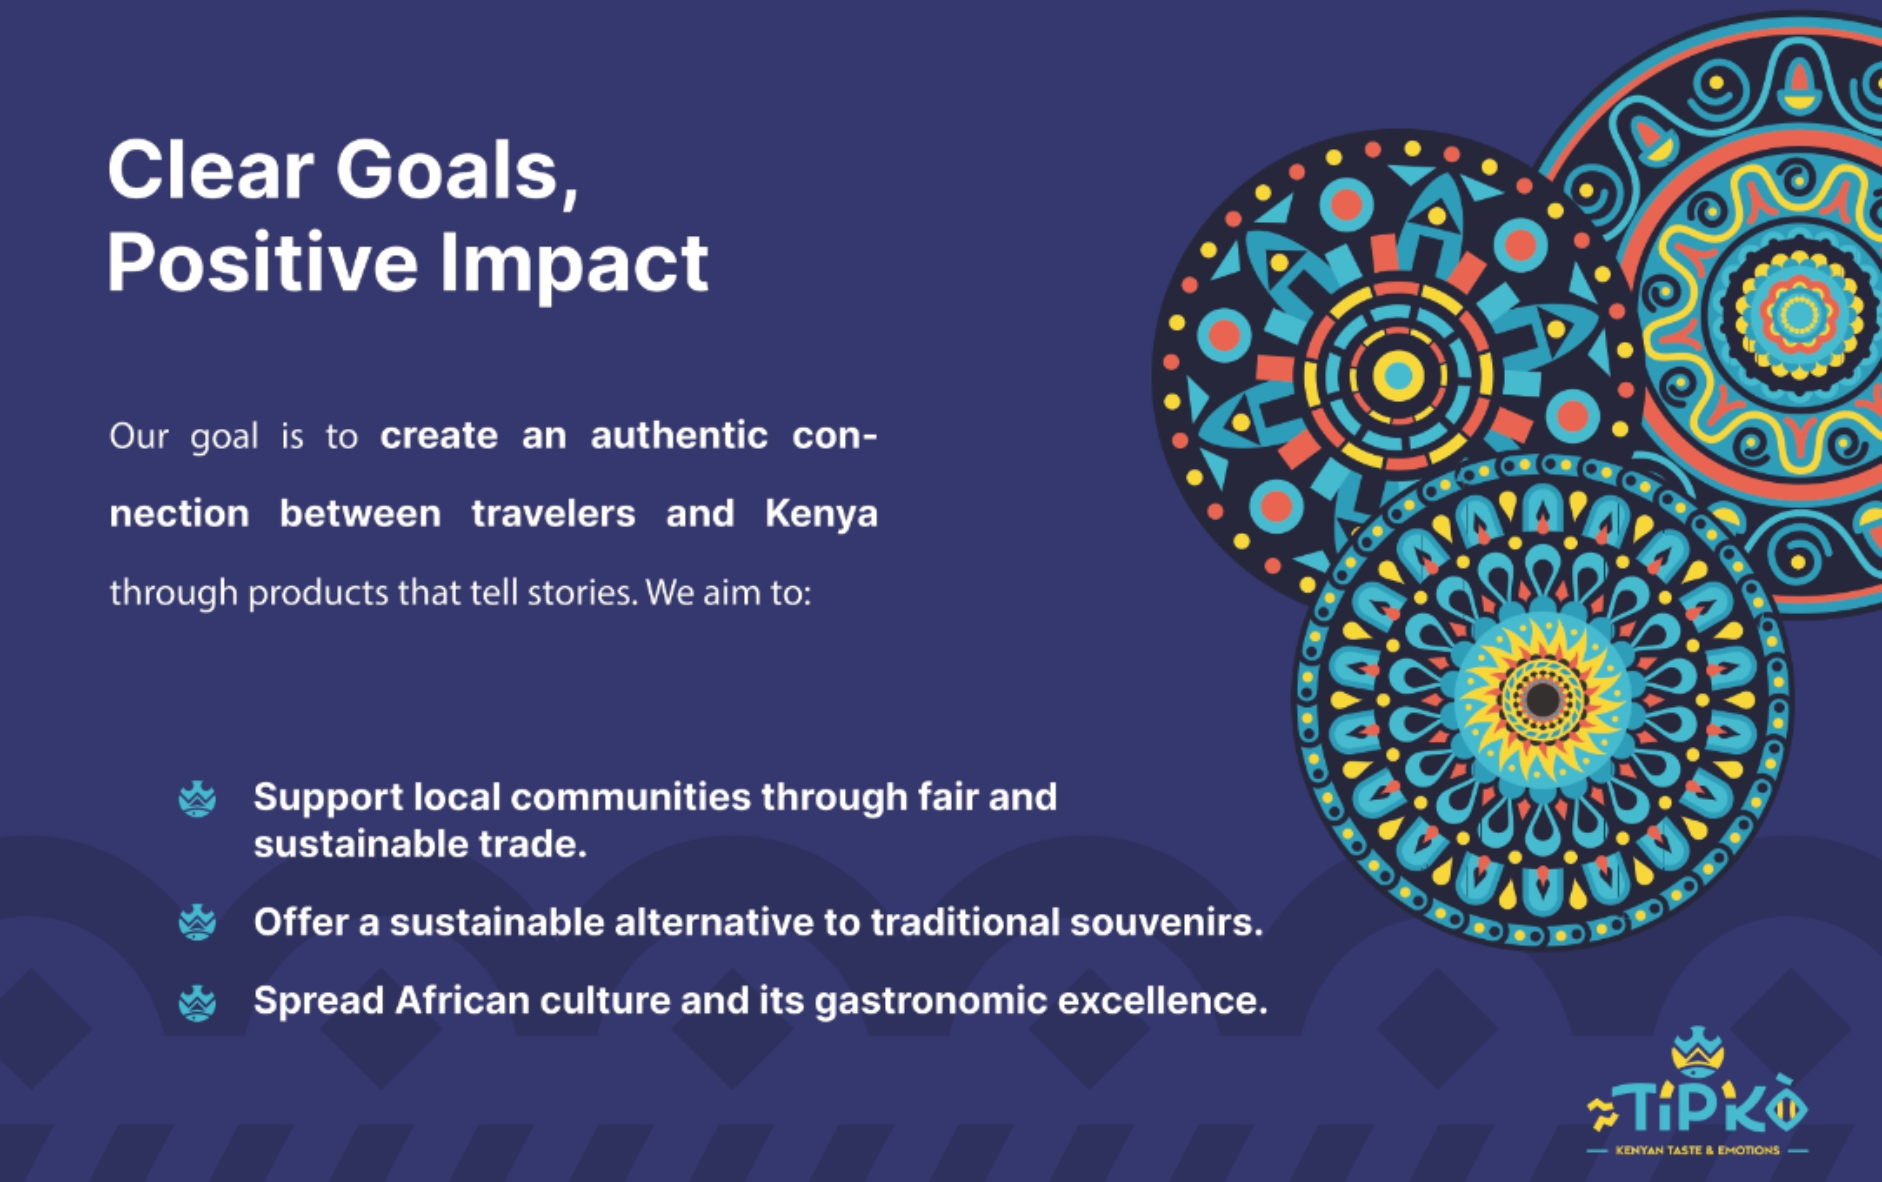 Clear Goals,
Positive Impact
Our goal is to create an authentic con-
nection between travelers and Kenya
through products that tell stories. We aim to:
Support local communities through fair and
sustainable trade.
Offer a sustainable alternative to traditional souvenirs.
Spread African culture and its gastronomic excellence.
TiPiKÒ
KENYAN TASTE & EMOTIONS